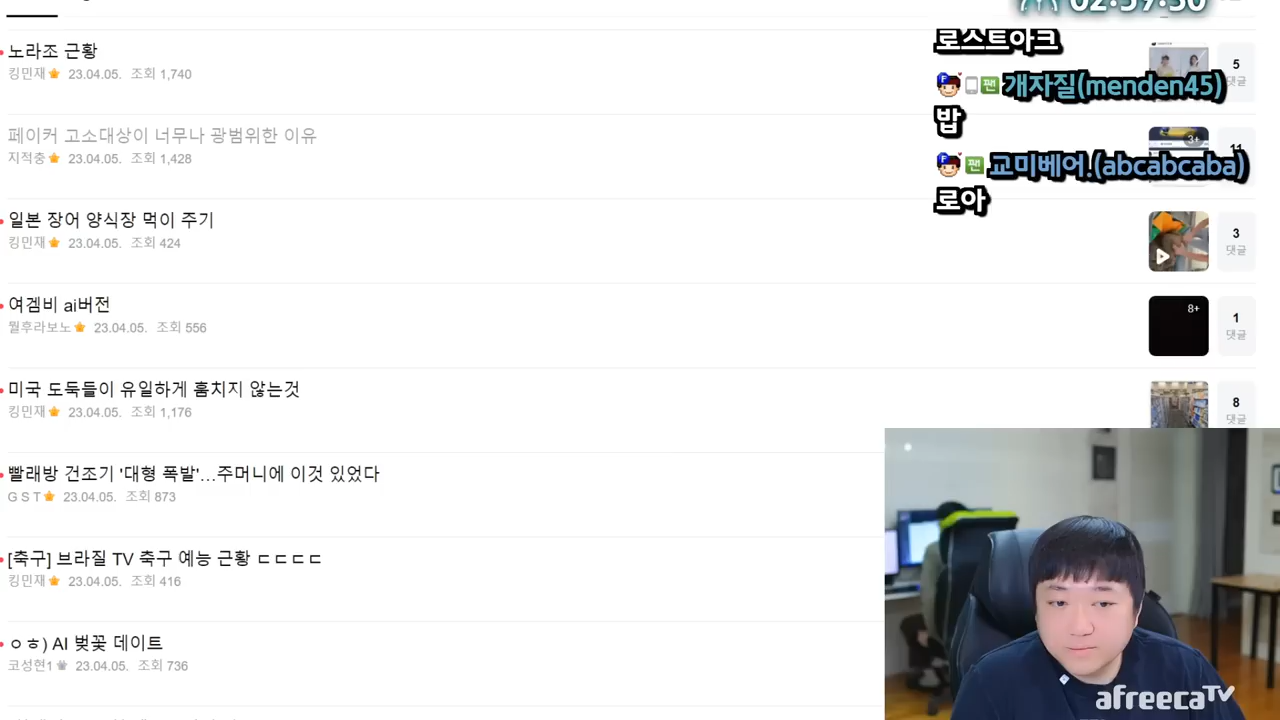 02:59:50
노라조 근황
킹민재 23.04.05. 조회 1,740
5
댓글
페이커 고소대상이 너무나 광범위한 이유
지적충 23.04.05. 조회 1,428
3+
11
일본 장어 양식장 먹이 주기
킹민재 23.04.05. 조회 424
3
댓글
여겜비 ai버전
뭘후라보노 23.04.05. 조회 556
8+
1
댓글
미국 도둑들이 유일하게 훔치지 않는것
킹민재 23.04.05. 조회 1,176
8
댓글
빨래방 건조기 '대형 폭발'…주머니에 이것 있었다
G S T 23.04.05. 조회 873
[축구] 브라질 TV 축구 예능 근황 ㄷㄷㄷㄷ
킹민재 23.04.05. 조회 416
ㅇㅎ) AI 벚꽃 데이트
코성현1 23.04.05. 조회 736
로스트아크
F 팬 개자질(menden45)
밥
F 팬 교미베어.(abcabcaba)
로아
afreecaTV